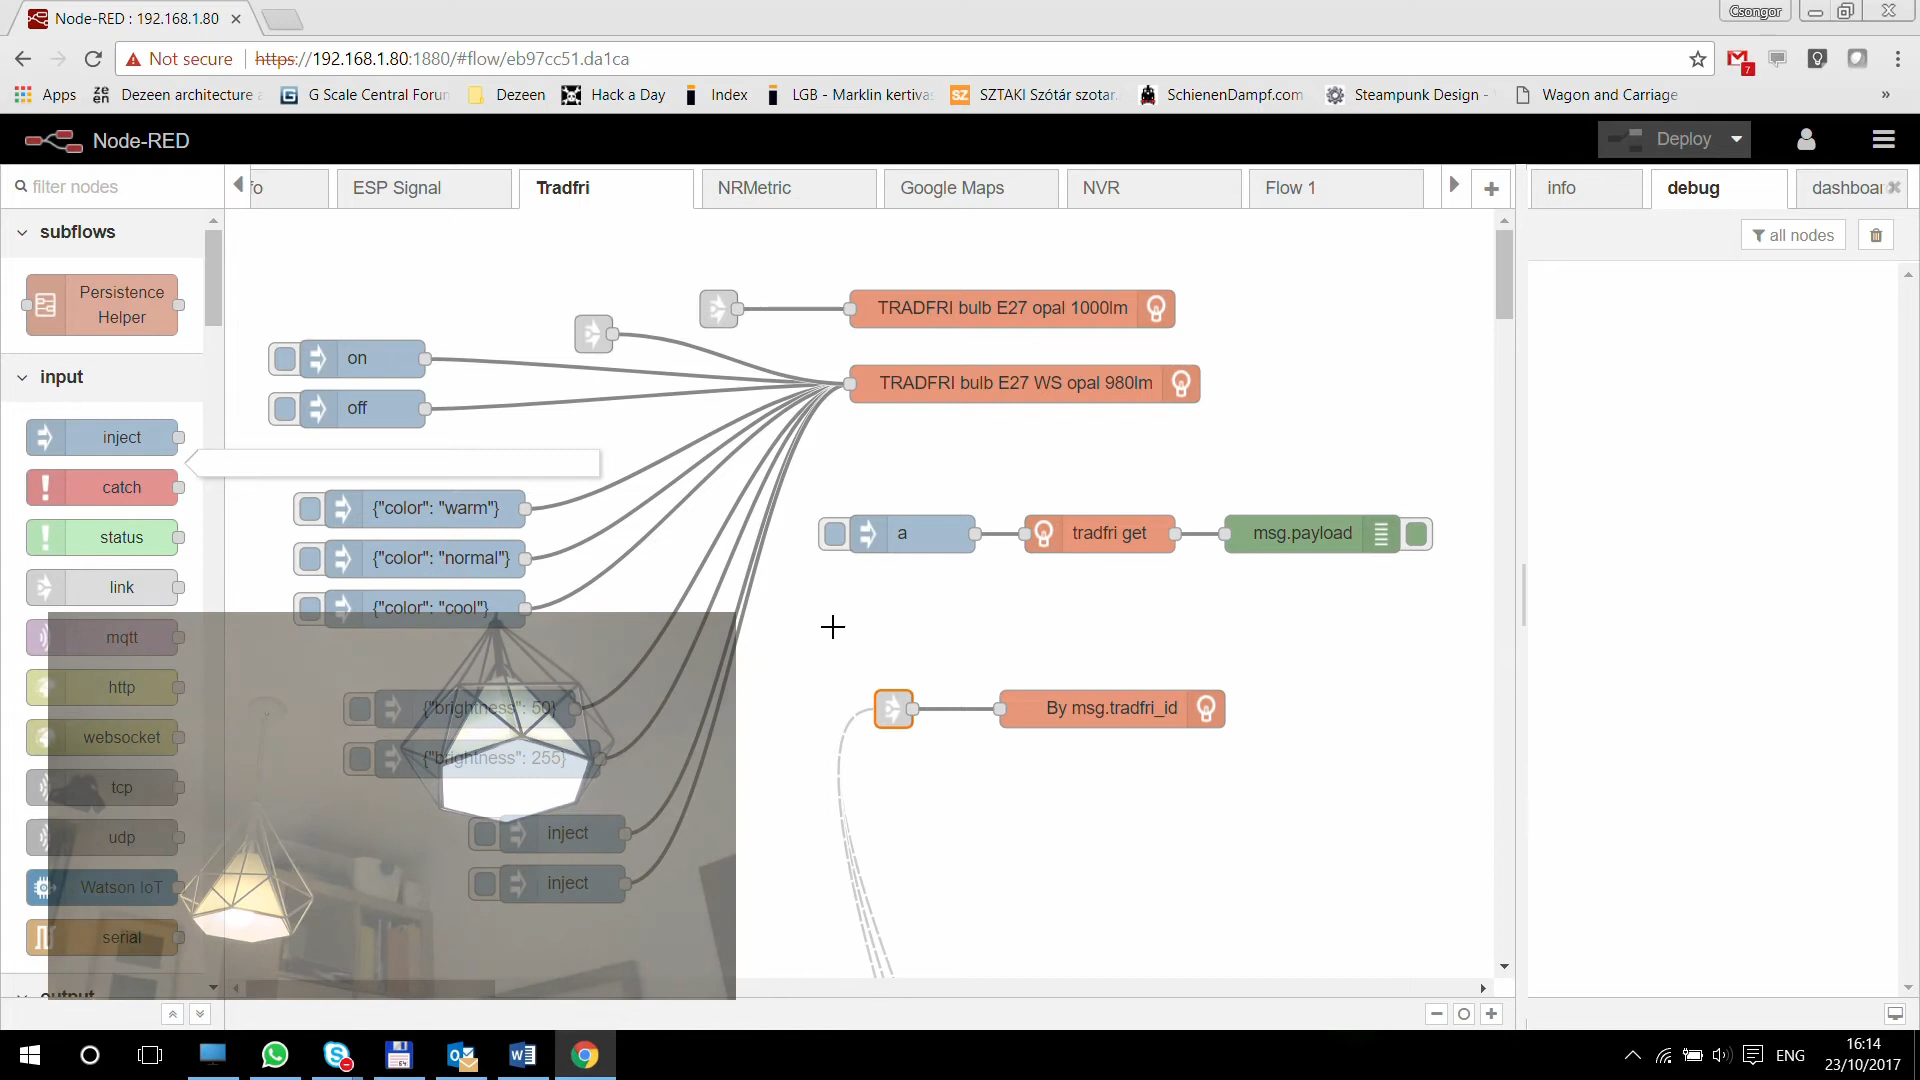 Node-RED : 192.168.1.80
Csongor
Not secure
https://192.168.1.80:1880/#flow/eb97cc51.da1ca
7
Apps
Dezeen architecture
G Scale Central Forun
Dezeen
Hack a Day
Index
LGB - Marklin kertivas
SZ
SZTAKI Szótár szotar.
SchienenDampf.com
Steampunk Design -
Wagon and Carriage
»
Node-RED
Deploy
filter nodes
fo
ESP Signal
Tradfri
NRMetric
Google Maps
NVR
Flow 1
info
debug
dashboar
all nodes
subflows
Persistence
Helper
input
inject
catch
status
link
mqtt
http
websocket
tcp
udp
Watson IoT
serial
output
TRADFRI bulb E27 opal 1000lm
TRADFRI bulb E27 WS opal 980lm
on
off
{"color": "warm"}
{"color": "normal"}
{"color": "cool"}
{"brightness": 50}
{"brightness": 255}
inject
inject
a
tradfri get
msg.payload
By msg.tradfri_id
ENG
16:14
23/10/2017